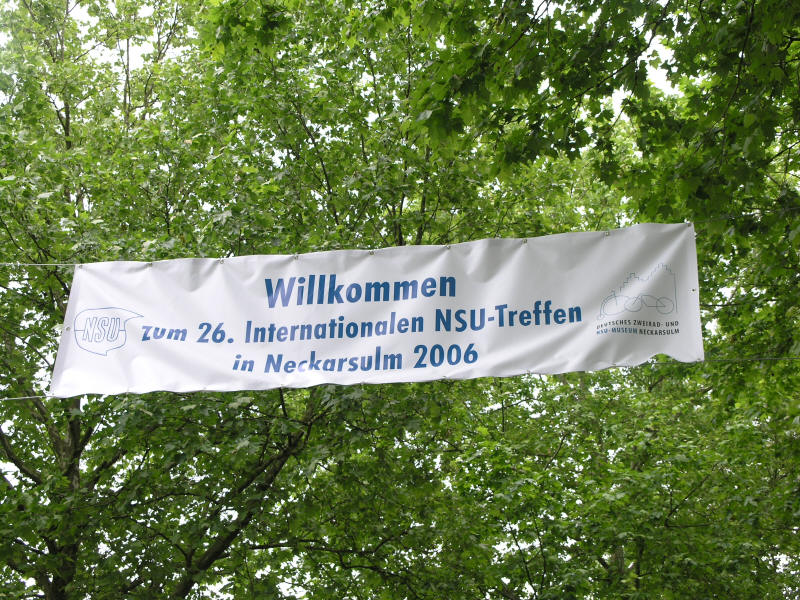 Willkommen
zum 26. Internationalen NSU-Treffen
in Neckarsulm 2006
NSU
DEUTSCHES ZWEIRAD- UND
NSU-MUSEUM NECKARSULM